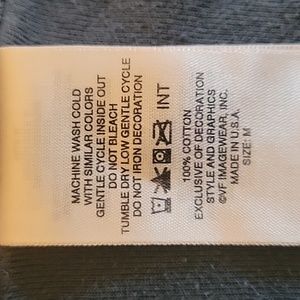 MACHINE WASH COLD
WITH SIMILAR COLORS
GENTLE CYCLE INSIDE OUT
DO NOT BLEACH
TUMBLE DRY LOW GENTLE CYCLE
DO NOT IRON DECORATION
INT
100% COTTON
EXCLUSIVE OF DECORATION
STYLE AND GRAPHICS
©VF IMAGEWEAR, INC.
MADE IN U.S.A.
SIZE: M